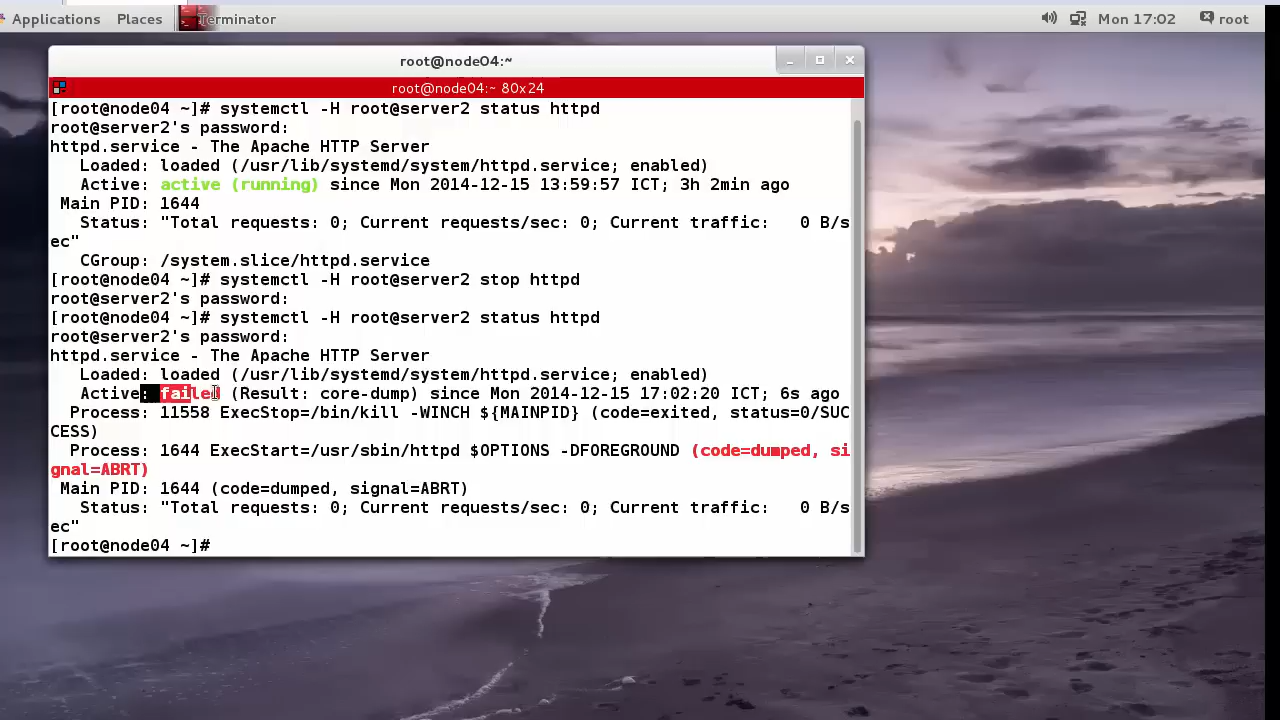 Applications Places Terminator Mon 17:02 root
root@node04:~
root@node04:~ 80x24
[root@node04 ~]# systemctl -H root@server2 status httpd
root@server2's password:
httpd.service - The Apache HTTP Server
Loaded: loaded (/usr/lib/systemd/system/httpd.service; enabled)
Active: active (running) since Mon 2014-12-15 13:59:57 ICT; 3h 2min ago
Main PID: 1644
Status: "Total requests: 0; Current requests/sec: 0; Current traffic:   0 B/s
ec"
CGroup: /system.slice/httpd.service
[root@node04 ~]# systemctl -H root@server2 stop httpd
root@server2's password:
[root@node04 ~]# systemctl -H root@server2 status httpd
root@server2's password:
httpd.service - The Apache HTTP Server
Loaded: loaded (/usr/lib/systemd/system/httpd.service; enabled)
Active: failed (Result: core-dump) since Mon 2014-12-15 17:02:20 ICT; 6s ago
Process: 11558 ExecStop=/bin/kill -WINCH ${MAINPID} (code=exited, status=0/SUC
CESS)
Process: 1644 ExecStart=/usr/sbin/httpd $OPTIONS -DFOREGROUND (code=dumped, si
gnal=ABRT)
Main PID: 1644 (code=dumped, signal=ABRT)
Status: "Total requests: 0; Current requests/sec: 0; Current traffic:   0 B/s
ec"
[root@node04 ~]#